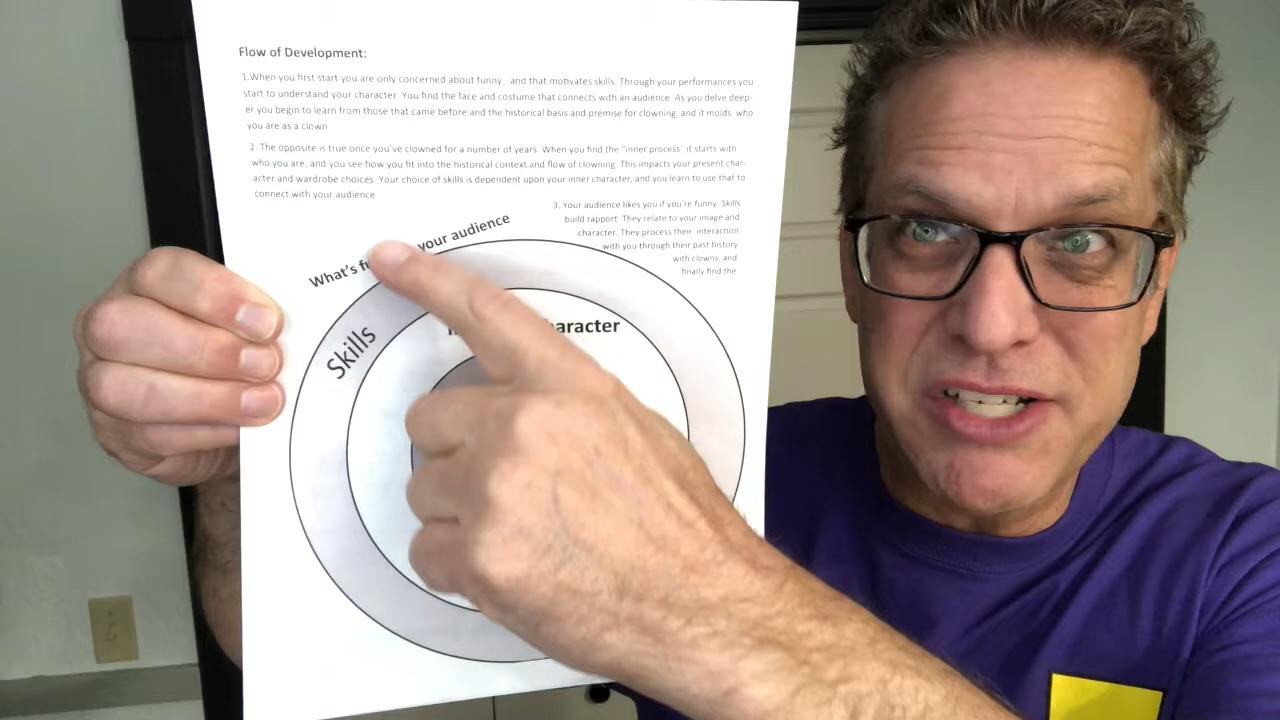 Flow of Development:
1.When you first start you are only concerned about funny...and that motivates skills. Through your performances you
start to understand your character. You find the face and costume that connects with an audience. As you delve deep-
er you begin to learn from those that came before and the historical basis and premise for clowning, and it molds who
you are as a clown
2. The opposite is true once you've clowned for a number of years. When you find the "inner process" it starts with
who you are, and you see how you fit into the historical context and flow of clowning. This impacts your present char-
acter and wardrobe choices. Your choice of skills is dependent upon your inner character, and you learn to use that to
connect with your audience
3. Your audience likes you if you're funny. Skills
build rapport. They relate to your image and
character. They process their interaction
with you through their past history
with clowns, and
finally find the
What's your audience
Skills